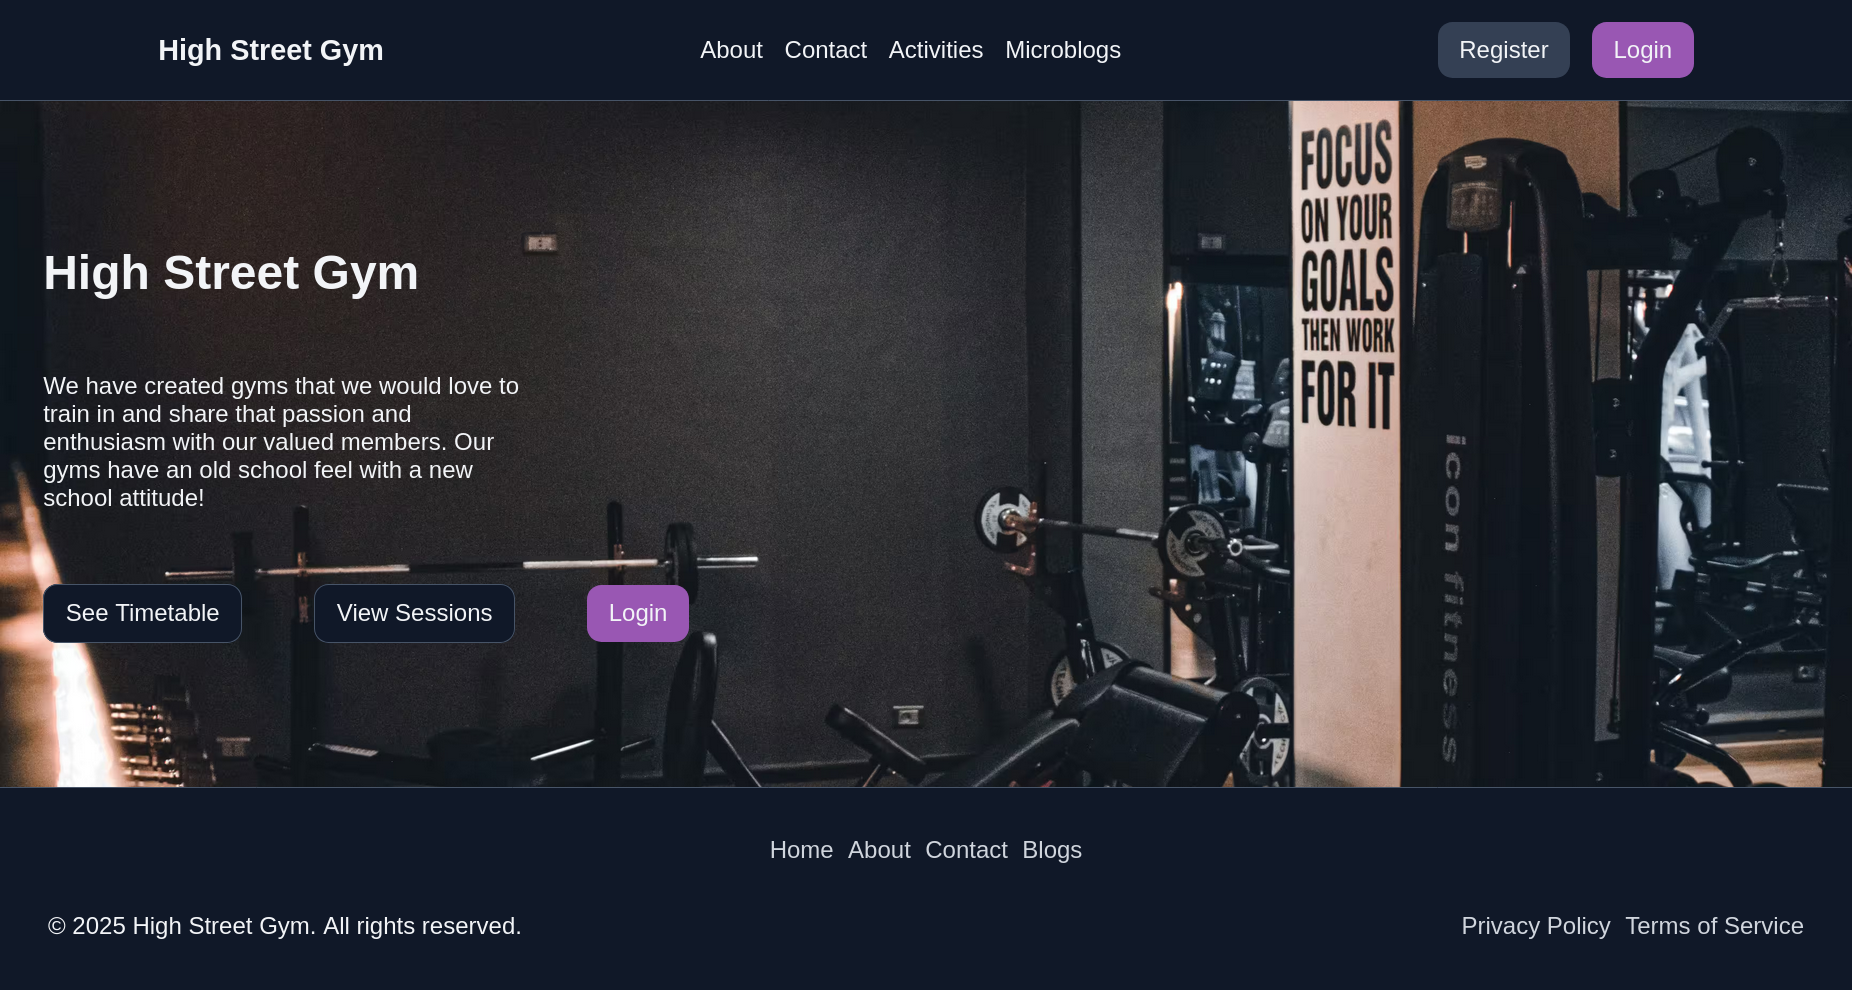 High Street Gym
About Contact Activities Microblogs
Register Login
FOCUS
ON YOUR
GOALS
THEN WORK
FOR IT
High Street Gym
We have created gyms that we would love to
train in and share that passion and
enthusiasm with our valued members. Our
gyms have an old school feel with a new
school attitude!
icon fitness
See Timetable View Sessions Login
Home About Contact Blogs
© 2025 High Street Gym. All rights reserved.
Privacy Policy Terms of Service